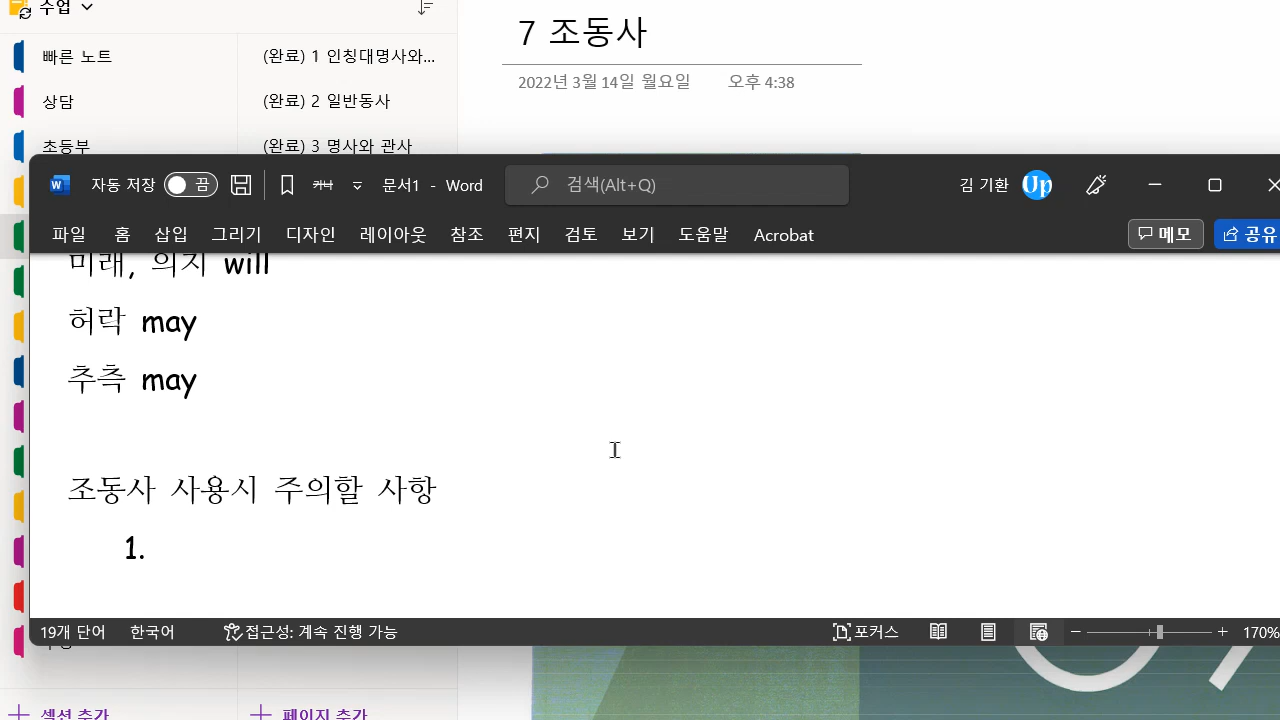 수업
7 조동사
2022년 3월 14일 월요일 오후 4:38
빠른 노트
상담
초등부
(완료) 1 인칭대명사와...
(완료) 2 일반동사
(완료) 3 명사와 관사
자동 저장 끔 가나 문서1 - Word 검색(Alt+Q) 김 기환 Up
파일 홈 삽입 그리기 디자인 레이아웃 참조 편지 검토 보기 도움말 Acrobat 메모 공유
미래, 의지 will
허락 may
추측 may
조동사 사용시 주의할 사항
1.
19개 단어 한국어 접근성: 계속 진행 가능 포커스 170%
섹션 추가 페이지 추가